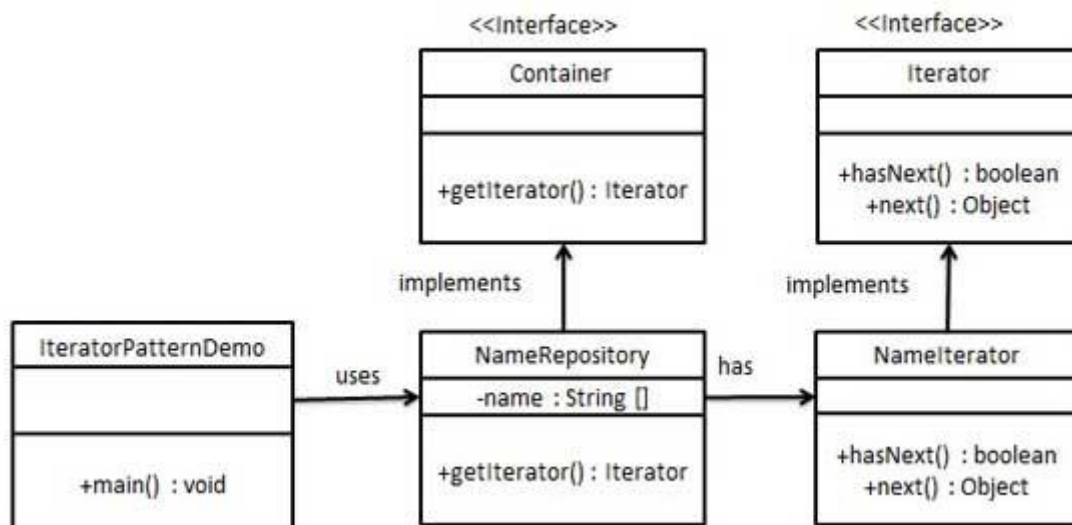 <<Interface>>
Container
+getIterator() : Iterator
<<Interface>>
Iterator
+hasNext() : boolean
+next() : Object
implements
implements
IteratorPatternDemo
+main() : void
uses
NameRepository
-name : String []
+getIterator() : Iterator
has
NameIterator
+hasNext() : boolean
+next() : Object